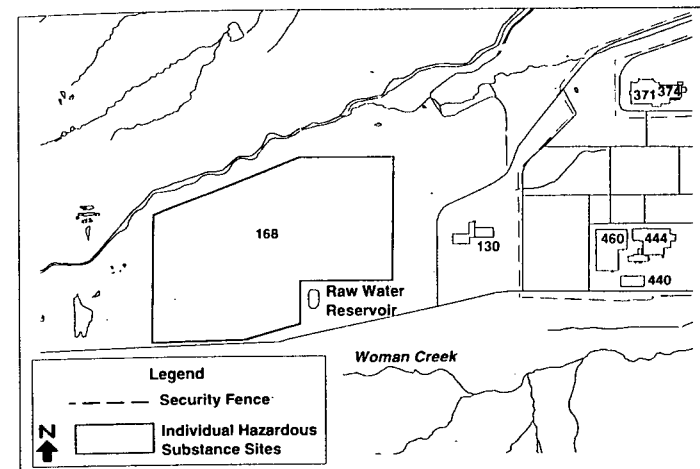 371 374
168
130
460 444
440
Raw Water
Reservoir
Woman Creek
Legend
Security Fence
Individual Hazardous
Substance Sites
N